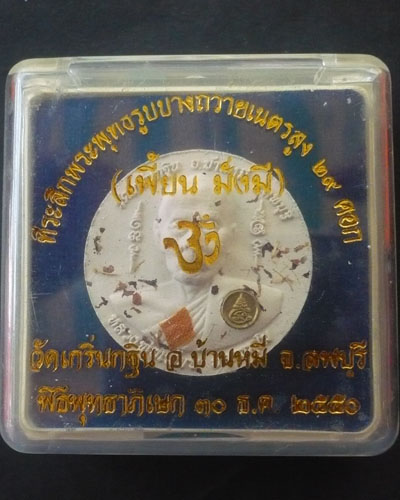 ที่ระลึกพระพุทธรูปปางถวายเนตรสูง ๒๙ ศอก
(เพี้ยน มั่งมี)
วัดเกริ่นกฐิน อ.บ้านหมี่ จ.ลพบุรี
พิธีพุทธาภิเษก ๓๐ ธ.ค. ๒๕๕๐